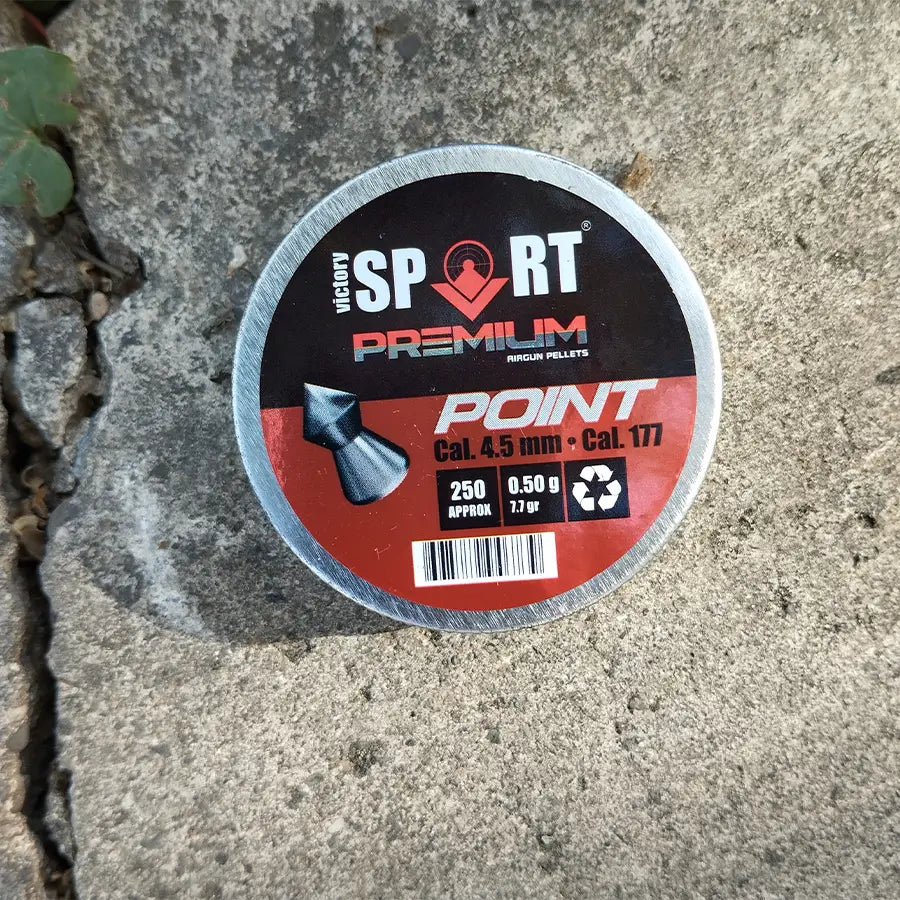 victory
SPORT®
PREMIUM
AIRGUN PELLETS
POINT
Cal. 4.5 mm • Cal. 177
250
APPROX
0.50 g
7.7 gr